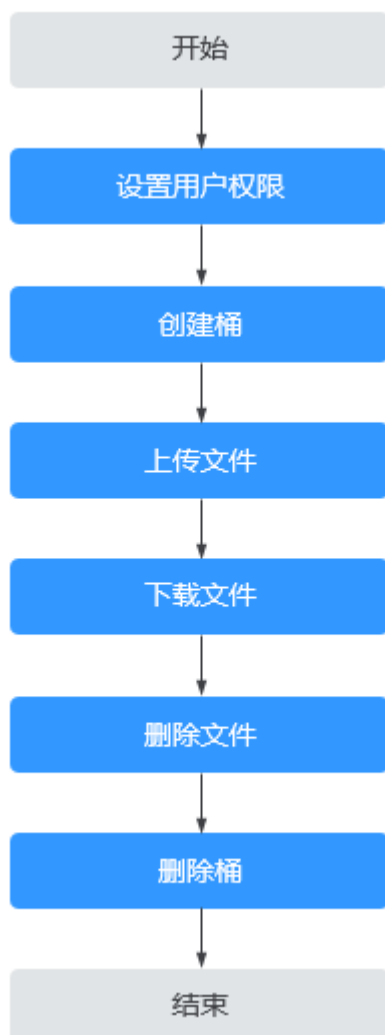 开始
设置用户权限
创建桶
上传文件
下载文件
删除文件
删除桶
结束